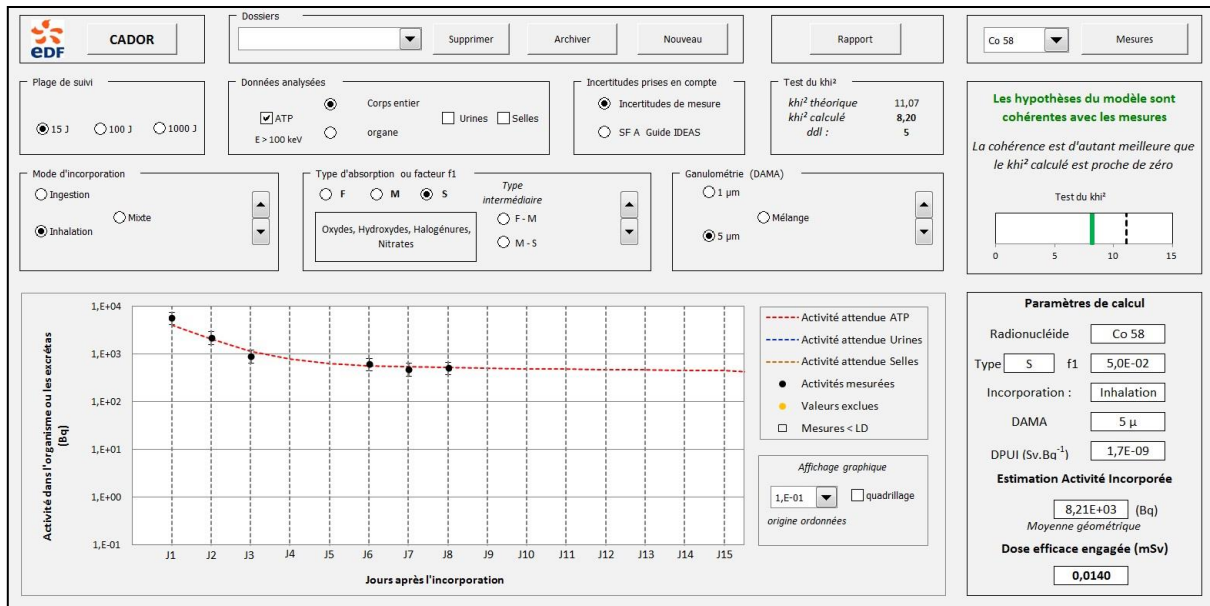 eDF
CADOR
Dossiers
Supprimer
Archiver
Nouveau
Rapport
Co 58
Mesures
Plage de suivi
15 J
100 J
1000 J
Données analysées
ATP
E > 100 keV
Corps entier
organe
Urines
Selles
Incertitudes prises en compte
Incertitudes de mesure
SF A Guide IDEAS
Test du khi²
khi² théorique 11,07
khi² calculé 8,20
ddl : 5
Les hypothèses du modèle sont
cohérentes avec les mesures
La cohérence est d'autant meilleure que
le khi² calculé est proche de zéro
Test du khi²
0 5 10 15
Mode d'incorporation
Ingestion
Mixte
Inhalation
Type d'absorption ou facteur f1
F
M
S
Type
intermédiaire
F - M
M - S
Oxydes, Hydroxydes, Halogénures,
Nitrates
Ganulométrie (DAMA)
1 µm
Mélange
5 µm
Activité dans l'organisme ou les excrétas
(Bq)
1,E+04
1,E+03
1,E+02
1,E+01
1,E+00
1,E-01
J1 J2 J3 J4 J5 J6 J7 J8 J9 J10 J11 J12 J13 J14 J15
Jours après l'incorporation
Activité attendue ATP
Activité attendue Urines
Activité attendue Selles
Activités mesurées
Valeurs exclues
Mesures < LD
Affichage graphique
1,E-01
quadrillage
origine ordonnées
Paramètres de calcul
Radionucléide Co 58
Type S f1 5,0E-02
Incorporation : Inhalation
DAMA 5 µ
DPUI (Sv.Bq⁻¹) 1,7E-09
Estimation Activité Incorporée
8,21E+03 (Bq)
Moyenne géométrique
Dose efficace engagée (mSv)
0,0140